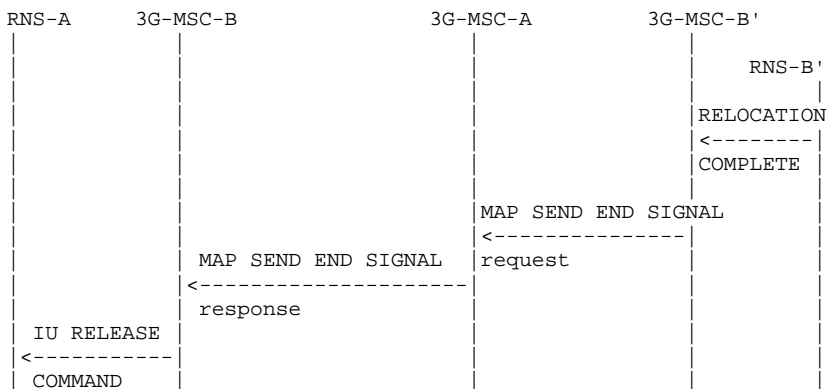 RNS-A 3G-MSC-B 3G-MSC-A 3G-MSC-B'
RNS-B'
RELOCATION
COMPLETE
MAP SEND END SIGNAL
request
MAP SEND END SIGNAL
response
IU RELEASE
COMMAND